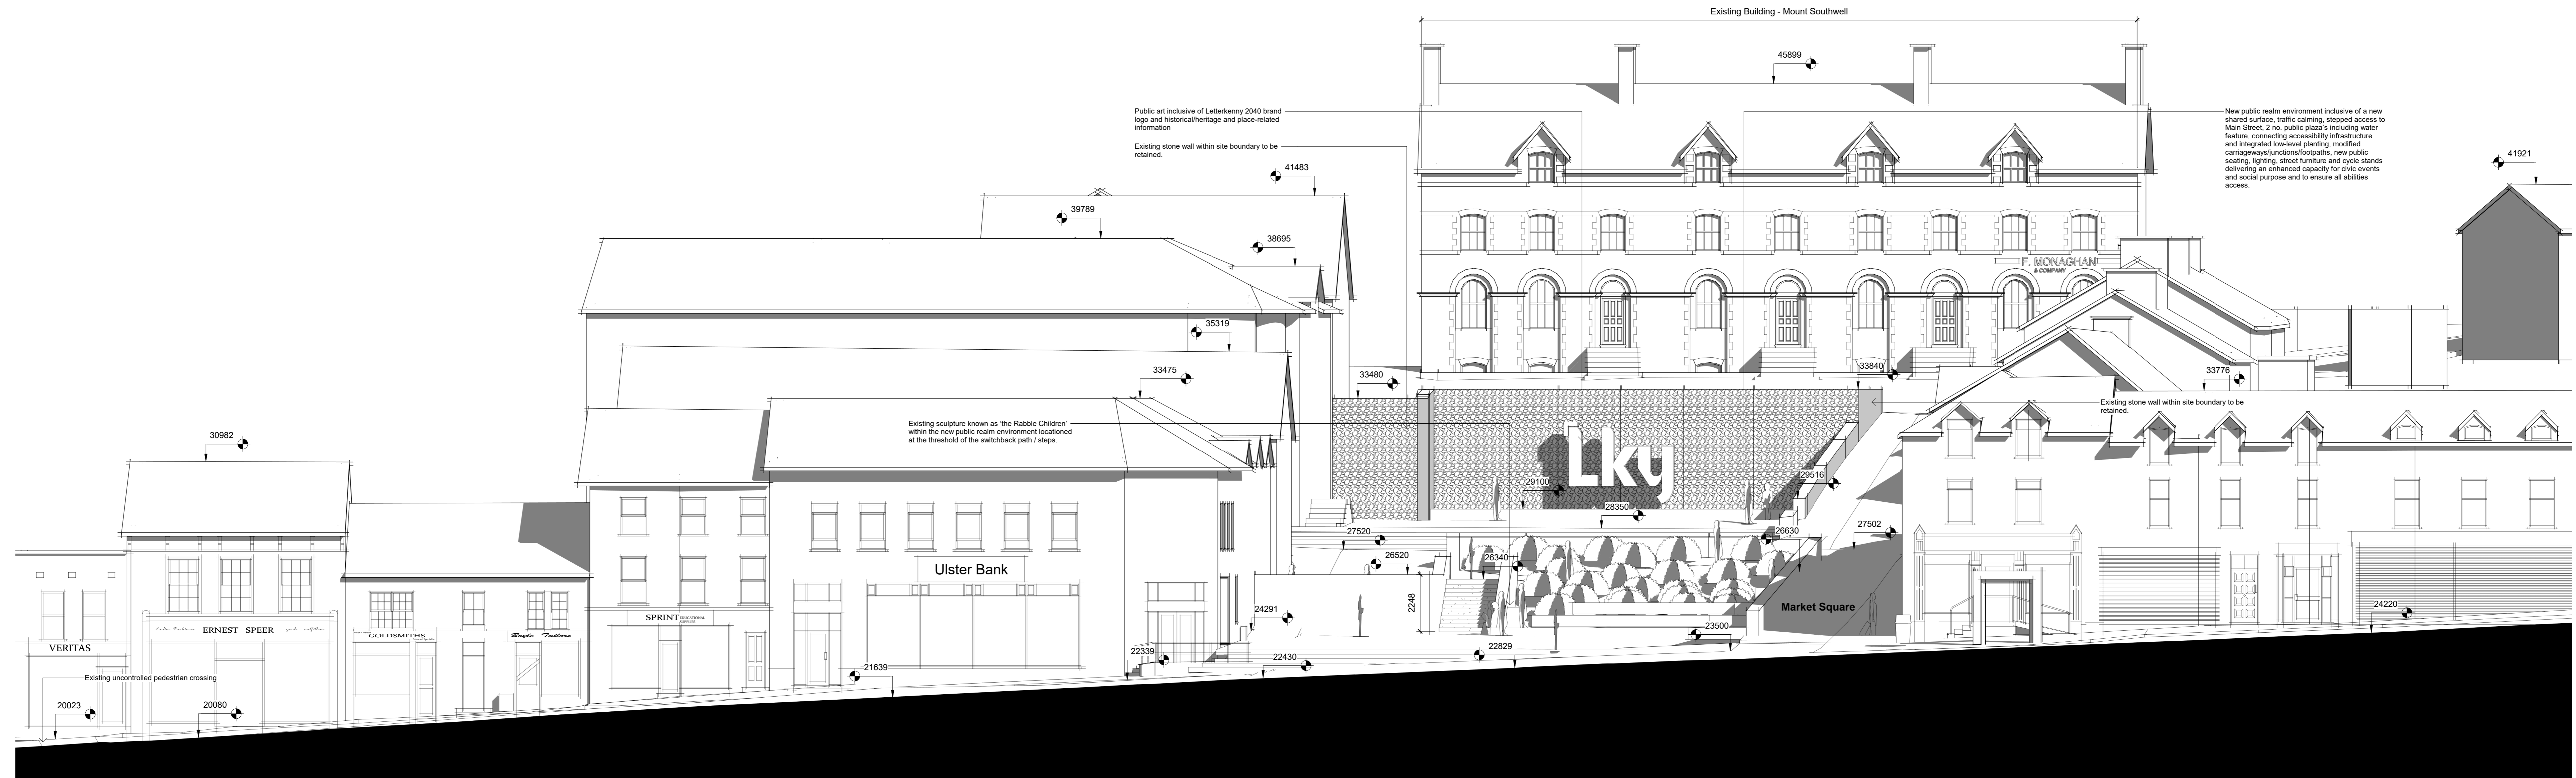 Existing Building - Mount Southwell
45899
Public art inclusive of Letterkenny 2040 brand
logo and historical/heritage and place-related
information
Existing stone wall within site boundary to be
retained.
New public realm environment inclusive of a new
shared surface, traffic calming, stepped access to
Main Street, 2 no. public plaza's including water
feature, connecting accessibility infrastructure
and integrated low-level planting, modified
carriageways/junctions/footpaths, new public
seating, lighting, street furniture and cycle stands
delivering an enhanced capacity for civic events
and social purpose and to ensure all abilities
access.
41921
41483
39789
38695
F. MONAGHAN
& COMPANY
35319
33475
33480
33840
33776
Existing stone wall within site boundary to be
retained.
Existing sculpture known as 'the Rabble Children'
within the new public realm environment locationed
at the threshold of the switchback path / steps.
30982
Lky
29100
29516
28350
27520
26630
27502
26520
26340
Ulster Bank
2248
Market Square
24291
24220
23500
SPRINT EDUCATIONAL
SUPPLIES
ERNEST SPEER
GOLDSMITHS
Boyle Tailors
VERITAS
22339
22430
22829
21639
Existing uncontrolled pedestrian crossing
20023
20080